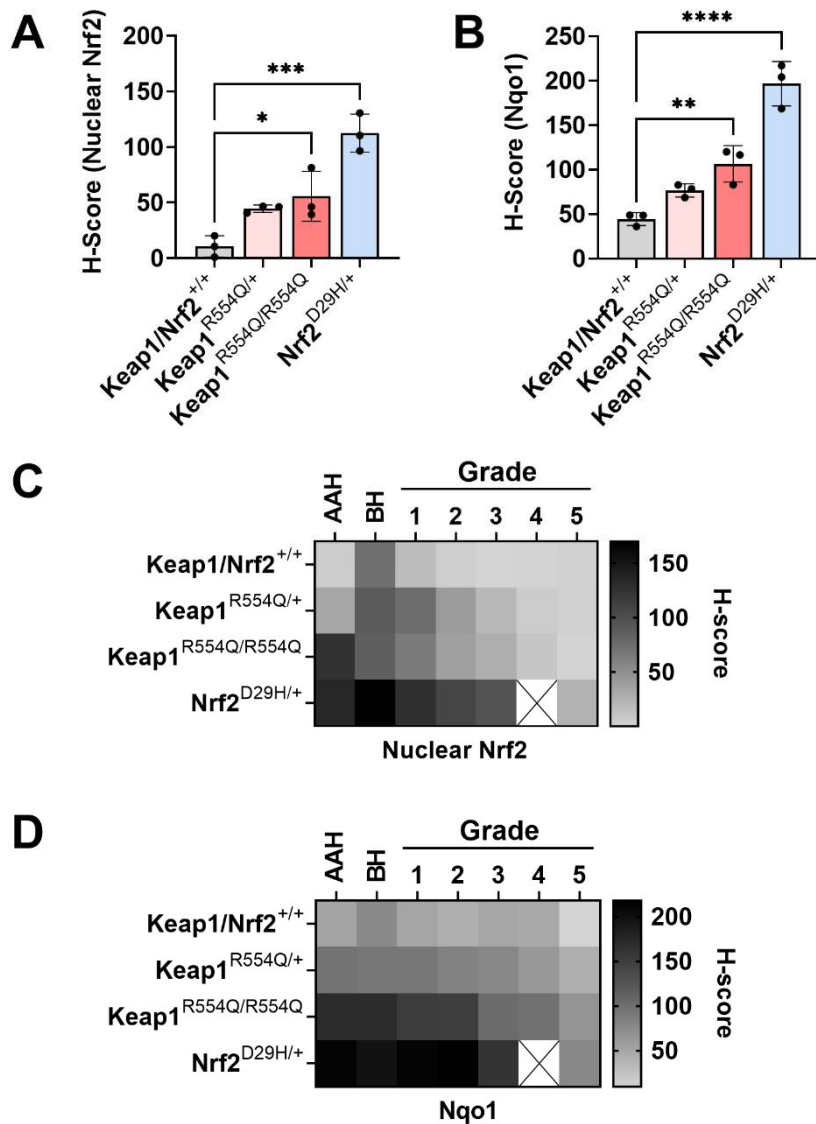 A
H-Score (Nuclear Nrf2)
200
150
100
50
0
***
*
Keap1/Nrf2+/+
Keap1R554Q/+
Keap1R554Q/R554Q
Nrf2D29H/+
B
H-Score (Nqo1)
250
200
150
100
50
0
****
**
Keap1/Nrf2+/+
Keap1R554Q/+
Keap1R554Q/R554Q
Nrf2D29H/+
C
Grade
AAH BH 1 2 3 4 5
Keap1/Nrf2+/+
Keap1R554Q/+
Keap1R554Q/R554Q
Nrf2D29H/+
Nuclear Nrf2
150
100
50
H-score
D
Grade
AAH BH 1 2 3 4 5
Keap1/Nrf2+/+
Keap1R554Q/+
Keap1R554Q/R554Q
Nrf2D29H/+
Nqo1
200
150
100
50
H-score